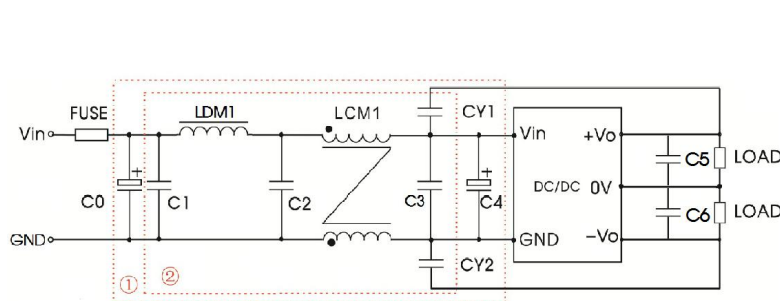 FUSE
LDM1
LCM1
CY1
Vin
Vin
+Vo
C5
LOAD
C0
+
C1
C2
C3
+
C4
DC/DC
0V
C6
LOAD
GND
GND
-Vo
①
②
CY2